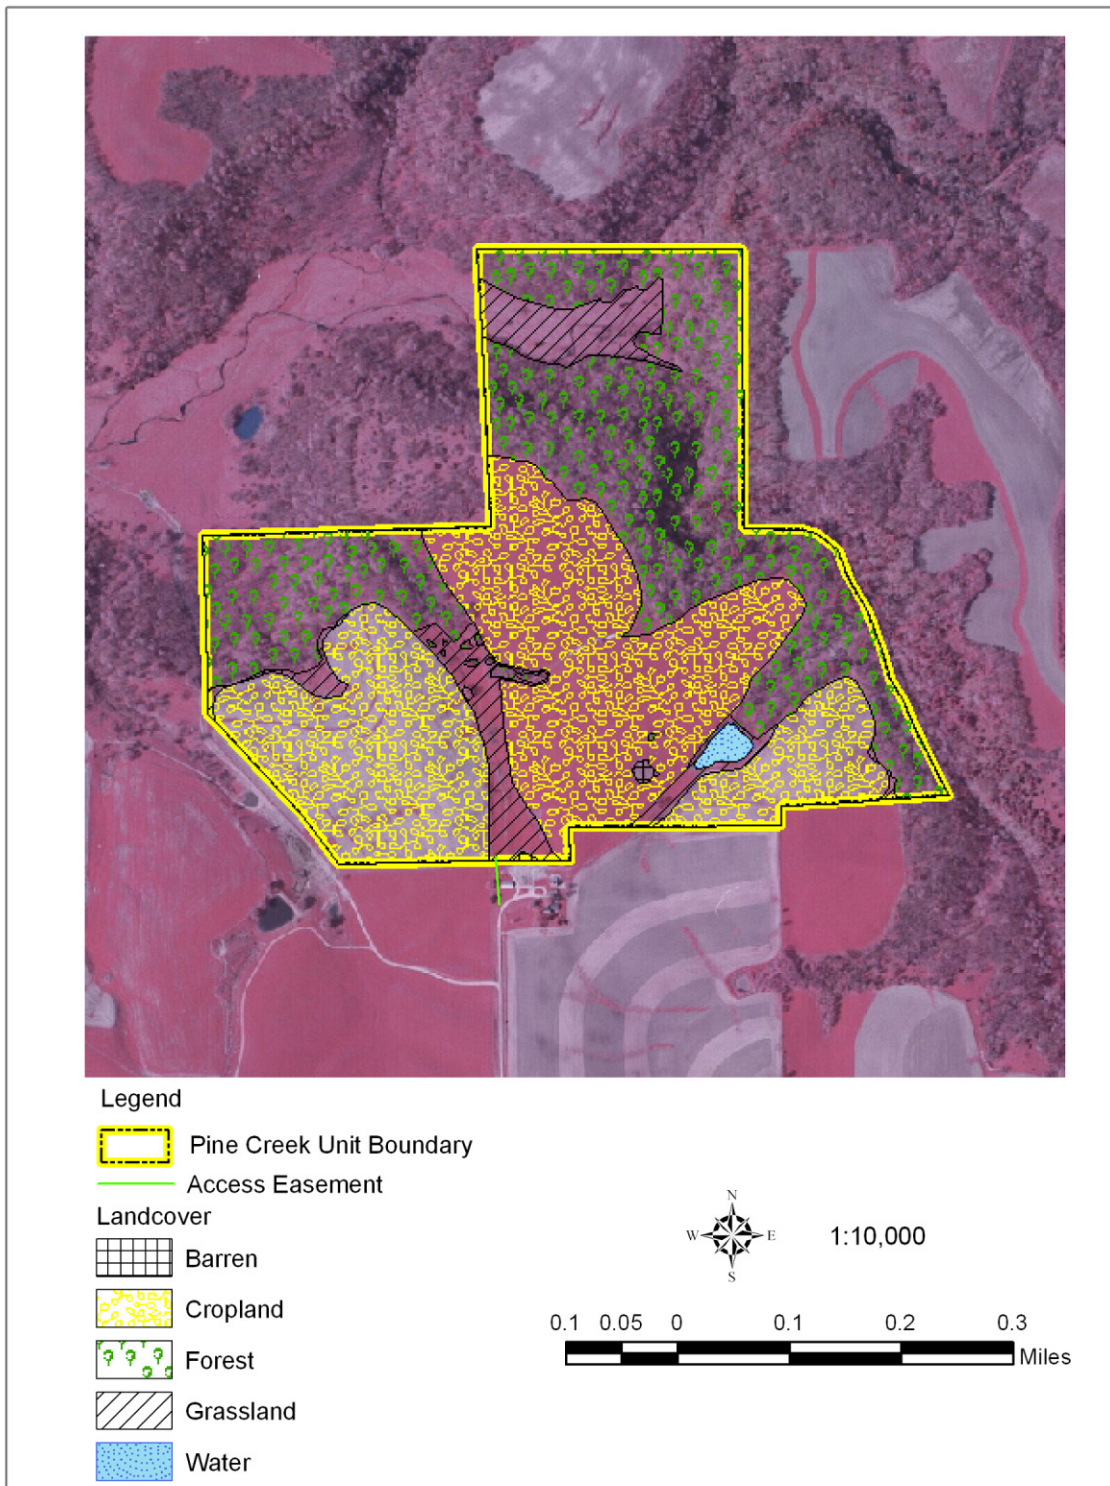 Legend
Pine Creek Unit Boundary
Access Easement
Landcover
Barren
Cropland
Forest
Grassland
Water
N
W E
S
1:10,000
0.1 0.05 0 0.1 0.2 0.3
Miles